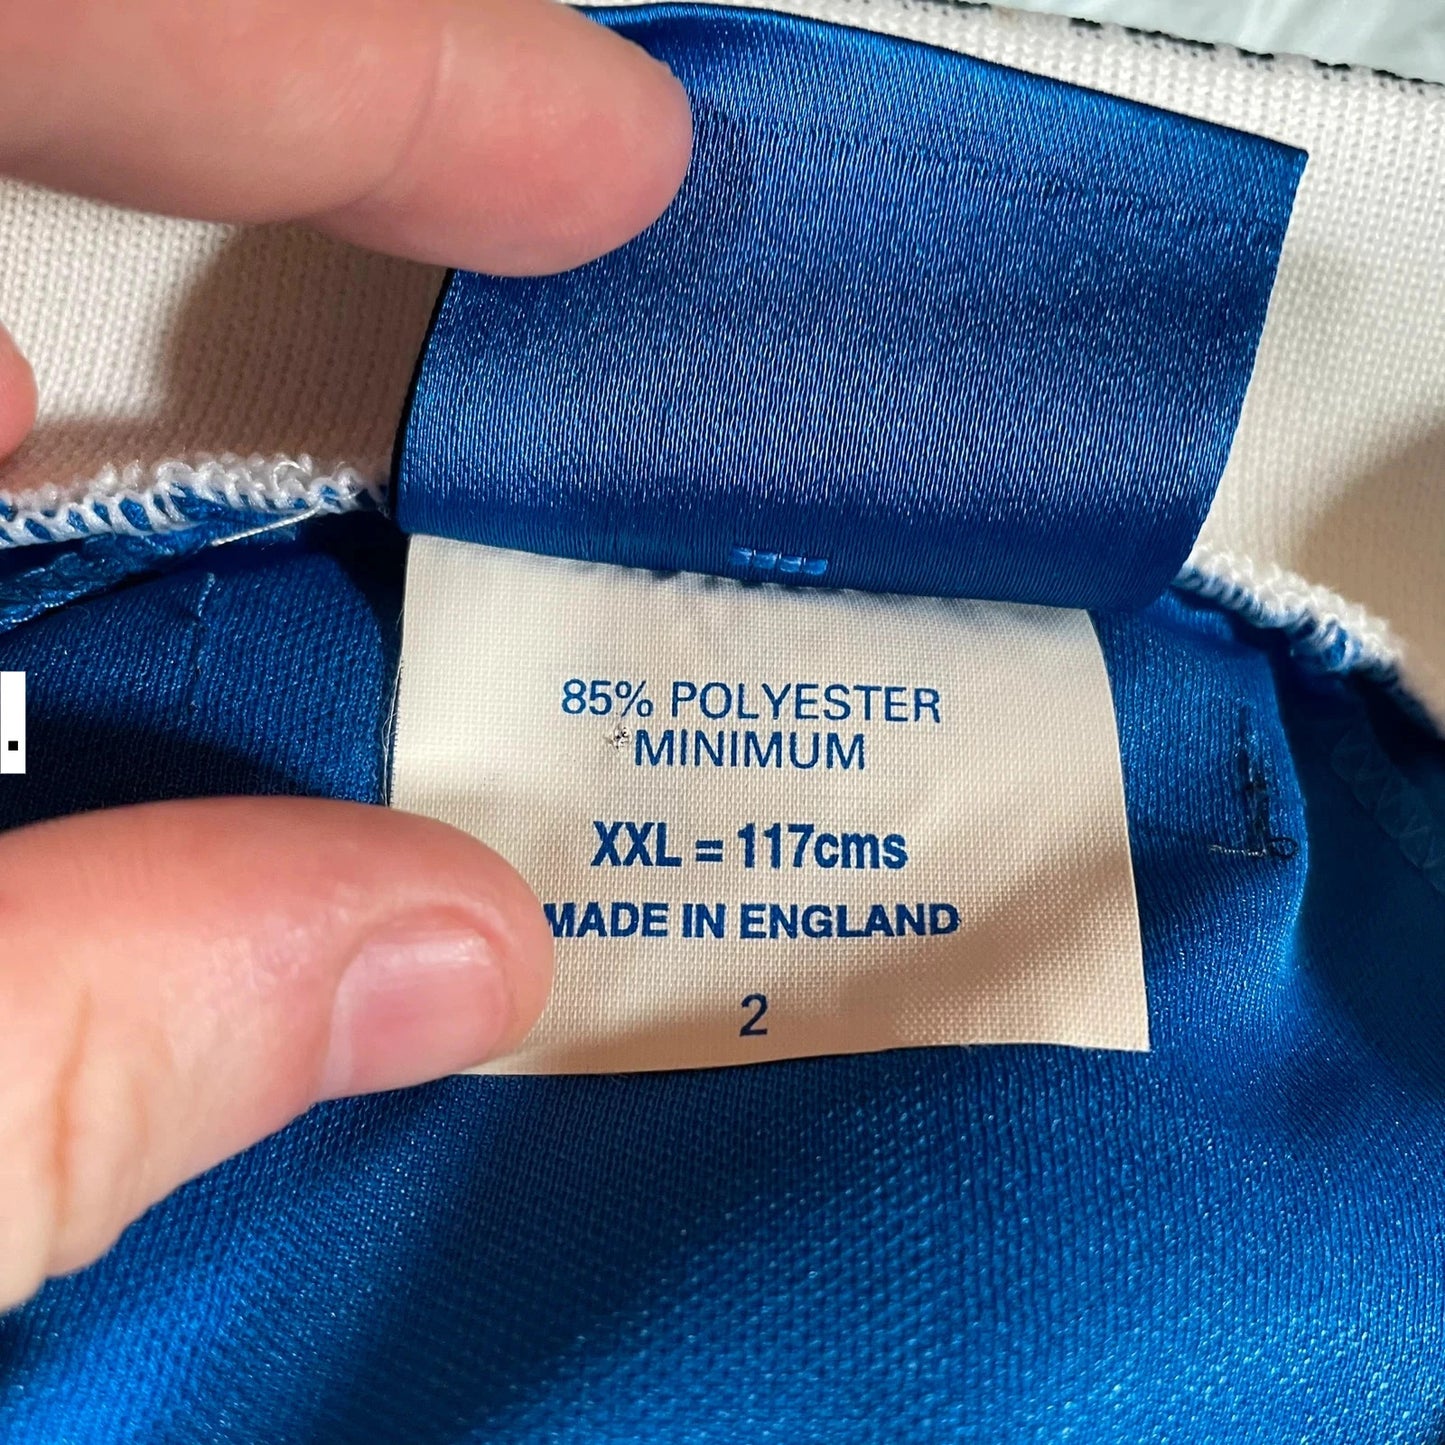 85% POLYESTER
MINIMUM
XXL = 117cms
MADE IN ENGLAND
2